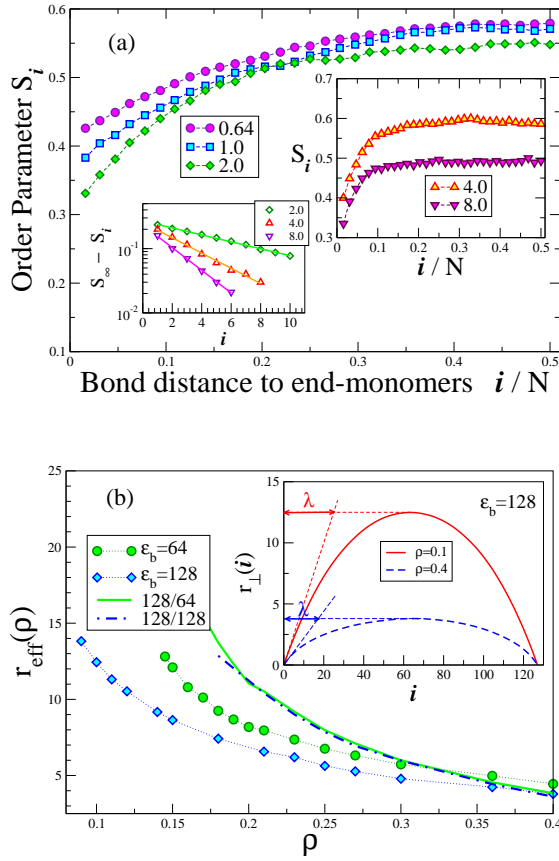 (a)
Order Parameter S_i
0.6
0.5
0.4
0.3
0.2
0.1
0.64
1.0
2.0
S_i
0.7
0.6
0.5
0.4
0.3
4.0
8.0
0 0.1 0.2 0.3 0.4 0.5
i / N
S_∞ − S_i
10^-1
10^-2
2.0
4.0
8.0
0 2 4 6 8 10
i
0 0.1 0.2 0.3 0.4 0.5
Bond distance to end-monomers i / N
(b)
r_eff(ρ)
25
20
15
10
5
ε_b=64
ε_b=128
128/64
128/128
r_⊥(i)
15
10
5
0
λ
λ
ε_b=128
ρ=0.1
ρ=0.4
0 20 40 60 80 100 120
i
0.1 0.15 0.2 0.25 0.3 0.35 0.4
ρ